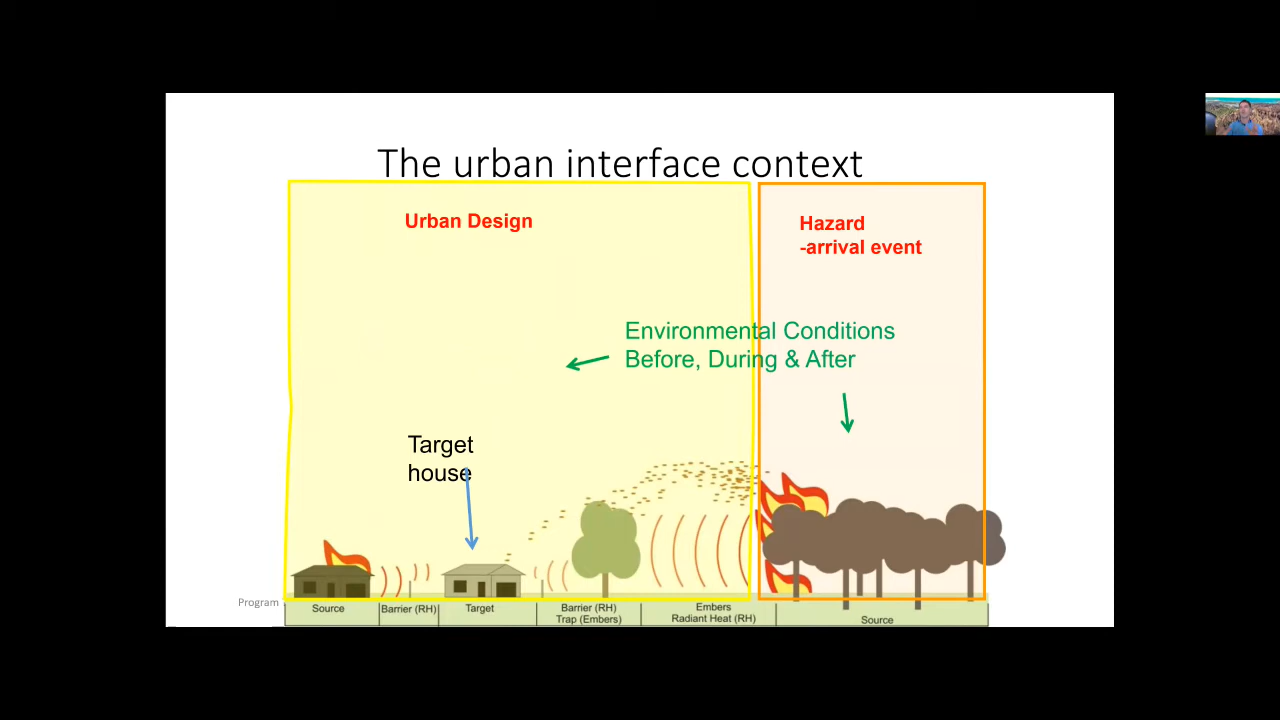 The urban interface context
Urban Design
Hazard
-arrival event
Environmental Conditions
Before, During & After
Target
house
Program
Source
Barrier (RH)
Target
Barrier (RH)
Trap (Embers)
Embers
Radiant Heat (RH)
Source